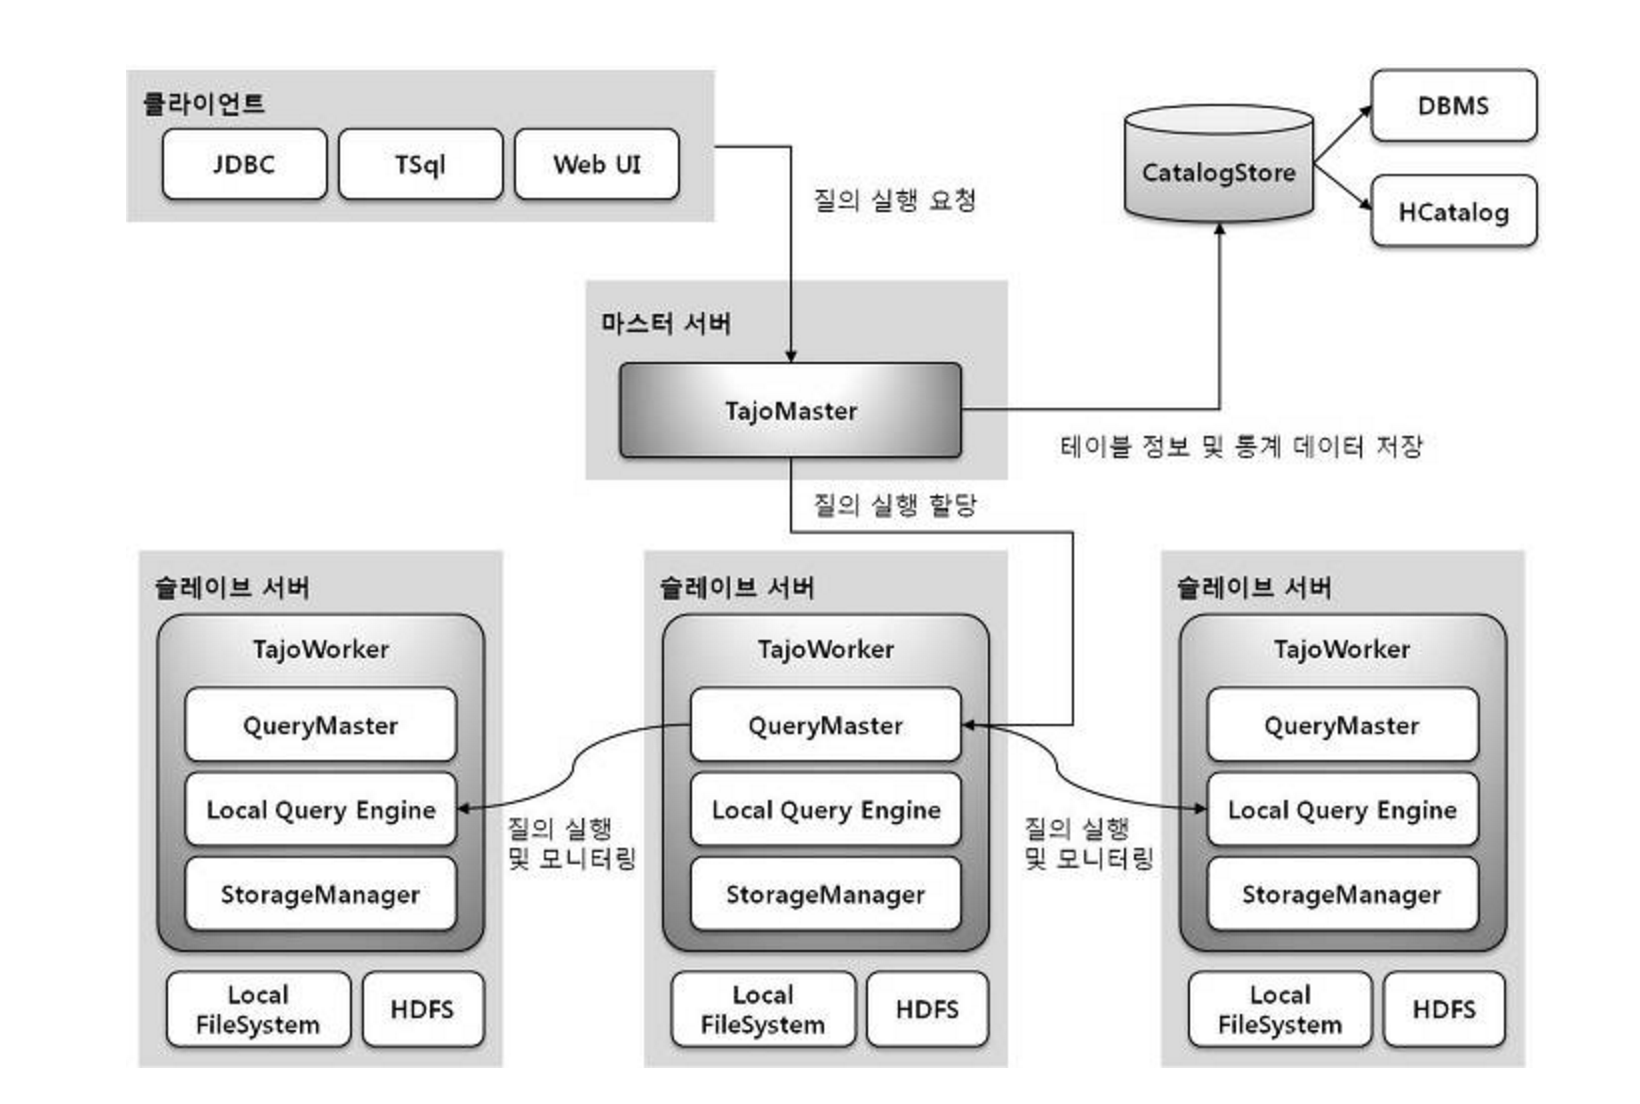 클라이언트
JDBC
TSql
Web UI
질의 실행 요청
CatalogStore
DBMS
HCatalog
마스터 서버
TajoMaster
테이블 정보 및 통계 데이터 저장
질의 실행 할당
슬레이브 서버
TajoWorker
QueryMaster
Local Query Engine
StorageManager
Local
FileSystem
HDFS
질의 실행
및 모니터링
슬레이브 서버
TajoWorker
QueryMaster
Local Query Engine
StorageManager
Local
FileSystem
HDFS
질의 실행
및 모니터링
슬레이브 서버
TajoWorker
QueryMaster
Local Query Engine
StorageManager
Local
FileSystem
HDFS